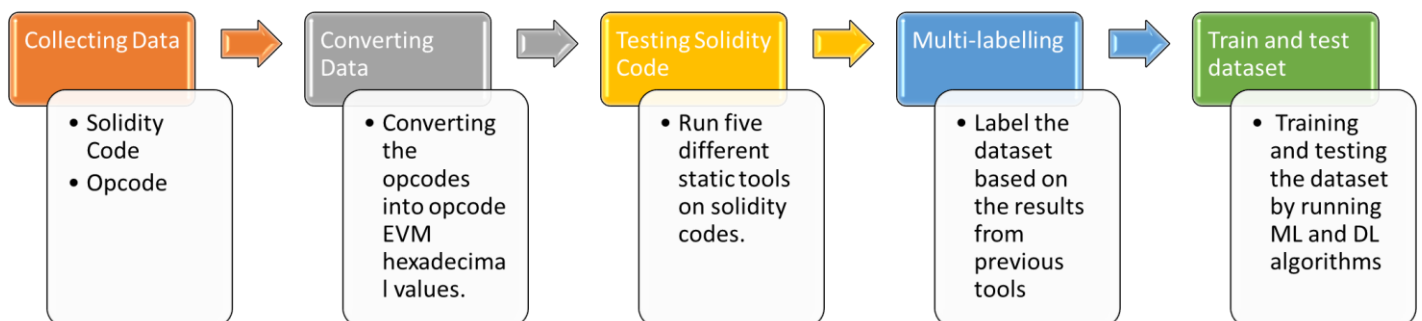 Collecting Data
• Solidity
Code
• Opcode
Converting
Data
• Converting
the
opcodes
into opcode
EVM
hexadecima
l values.
Testing Solidity
Code
• Run five
different
static tools
on solidity
codes.
Multi-labelling
• Label the
dataset
based on
the results
from
previous
tools
Train and test
dataset
• Training
and testing
the dataset
by running
ML and DL
algorithms